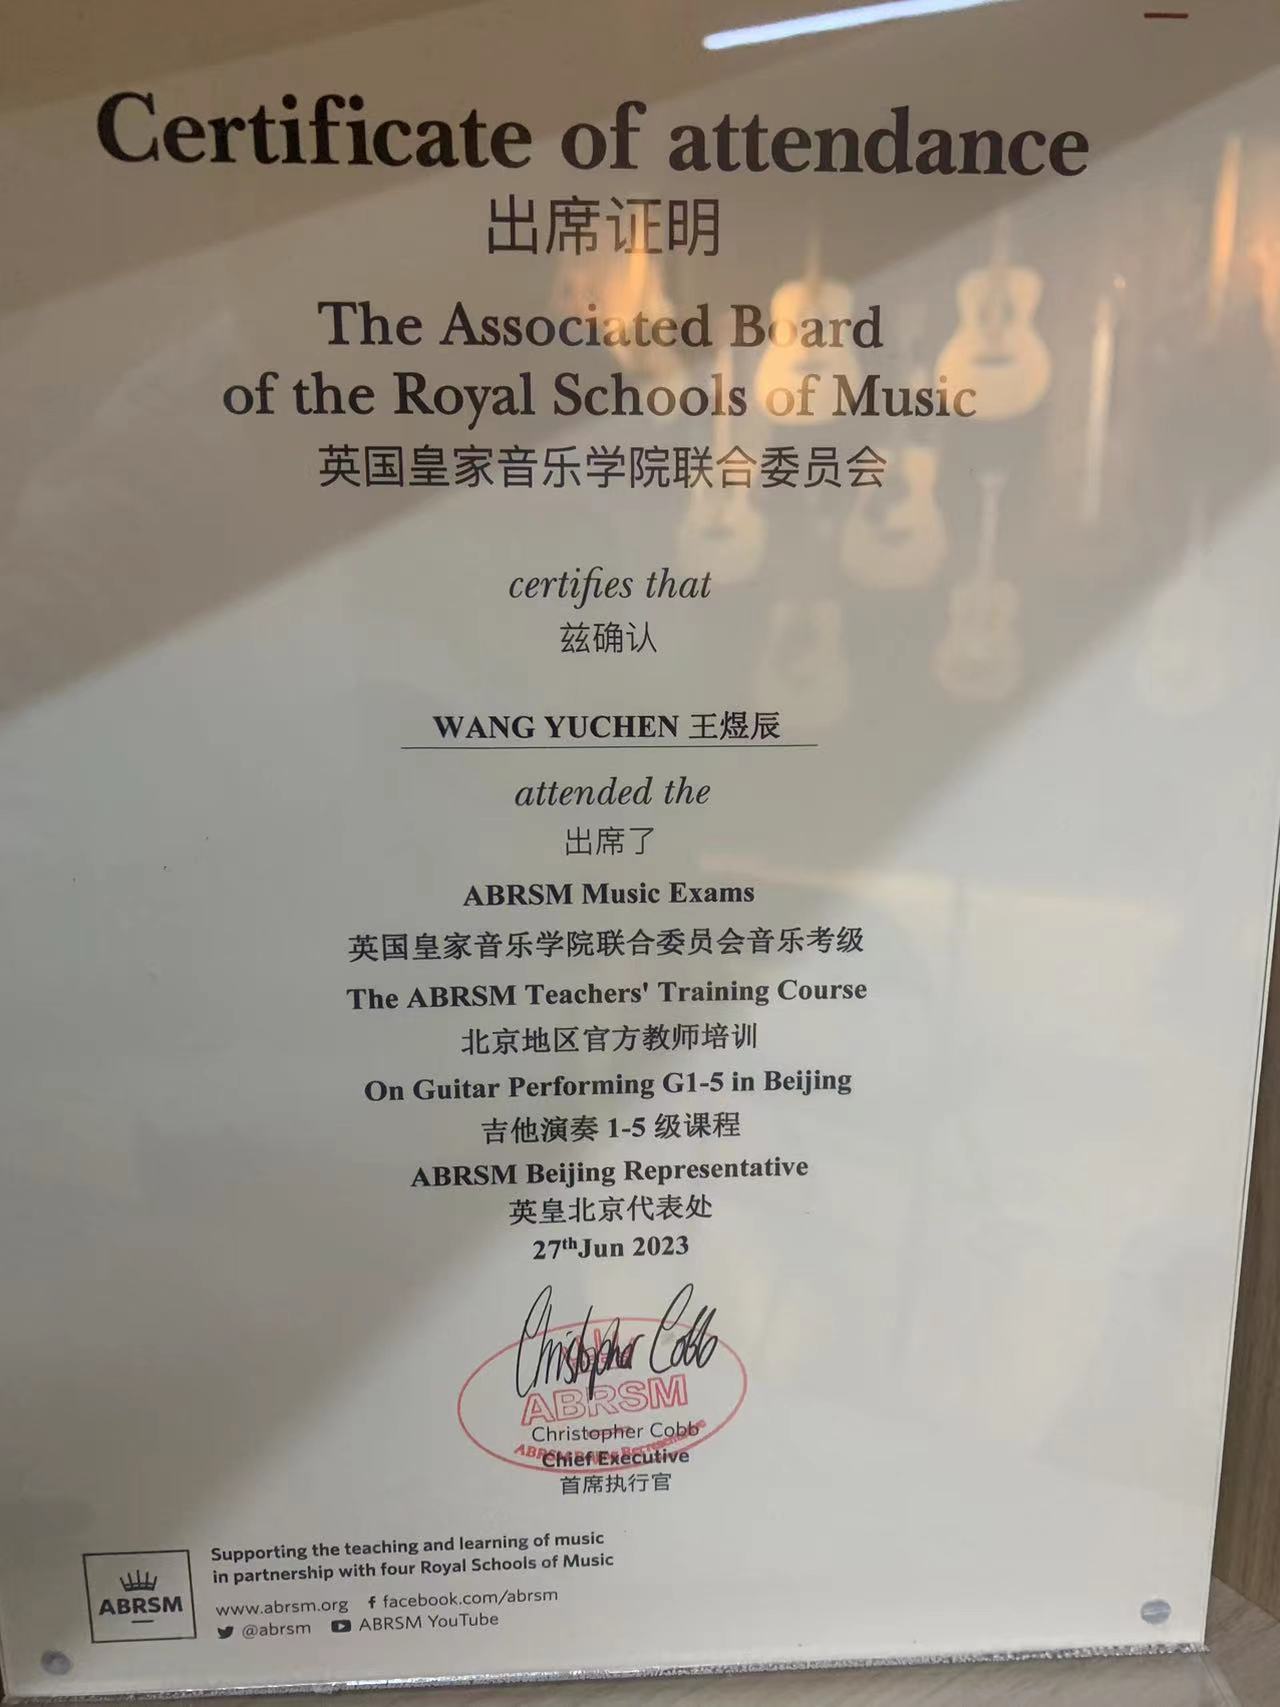 Certificate of attendance
出席证明
The Associated Board
of the Royal Schools of Music
英国皇家音乐学院联合委员会
certifies that
兹确认
WANG YUCHEN 王煜辰
attended the
出席了
ABRSM Music Exams
英国皇家音乐学院联合委员会音乐考级
The ABRSM Teachers' Training Course
北京地区官方教师培训
On Guitar Performing G1-5 in Beijing
吉他演奏 1-5 级课程
ABRSM Beijing Representative
英皇北京代表处
27thJun 2023
Christopher Cobb
ABRSM
Christopher Cobb
ABRSM Beijing Representative
Chief Executive
首席执行官
Supporting the teaching and learning of music
in partnership with four Royal Schools of Music
www.abrsm.org facebook.com/abrsm
@abrsm ABRSM YouTube
ABRSM